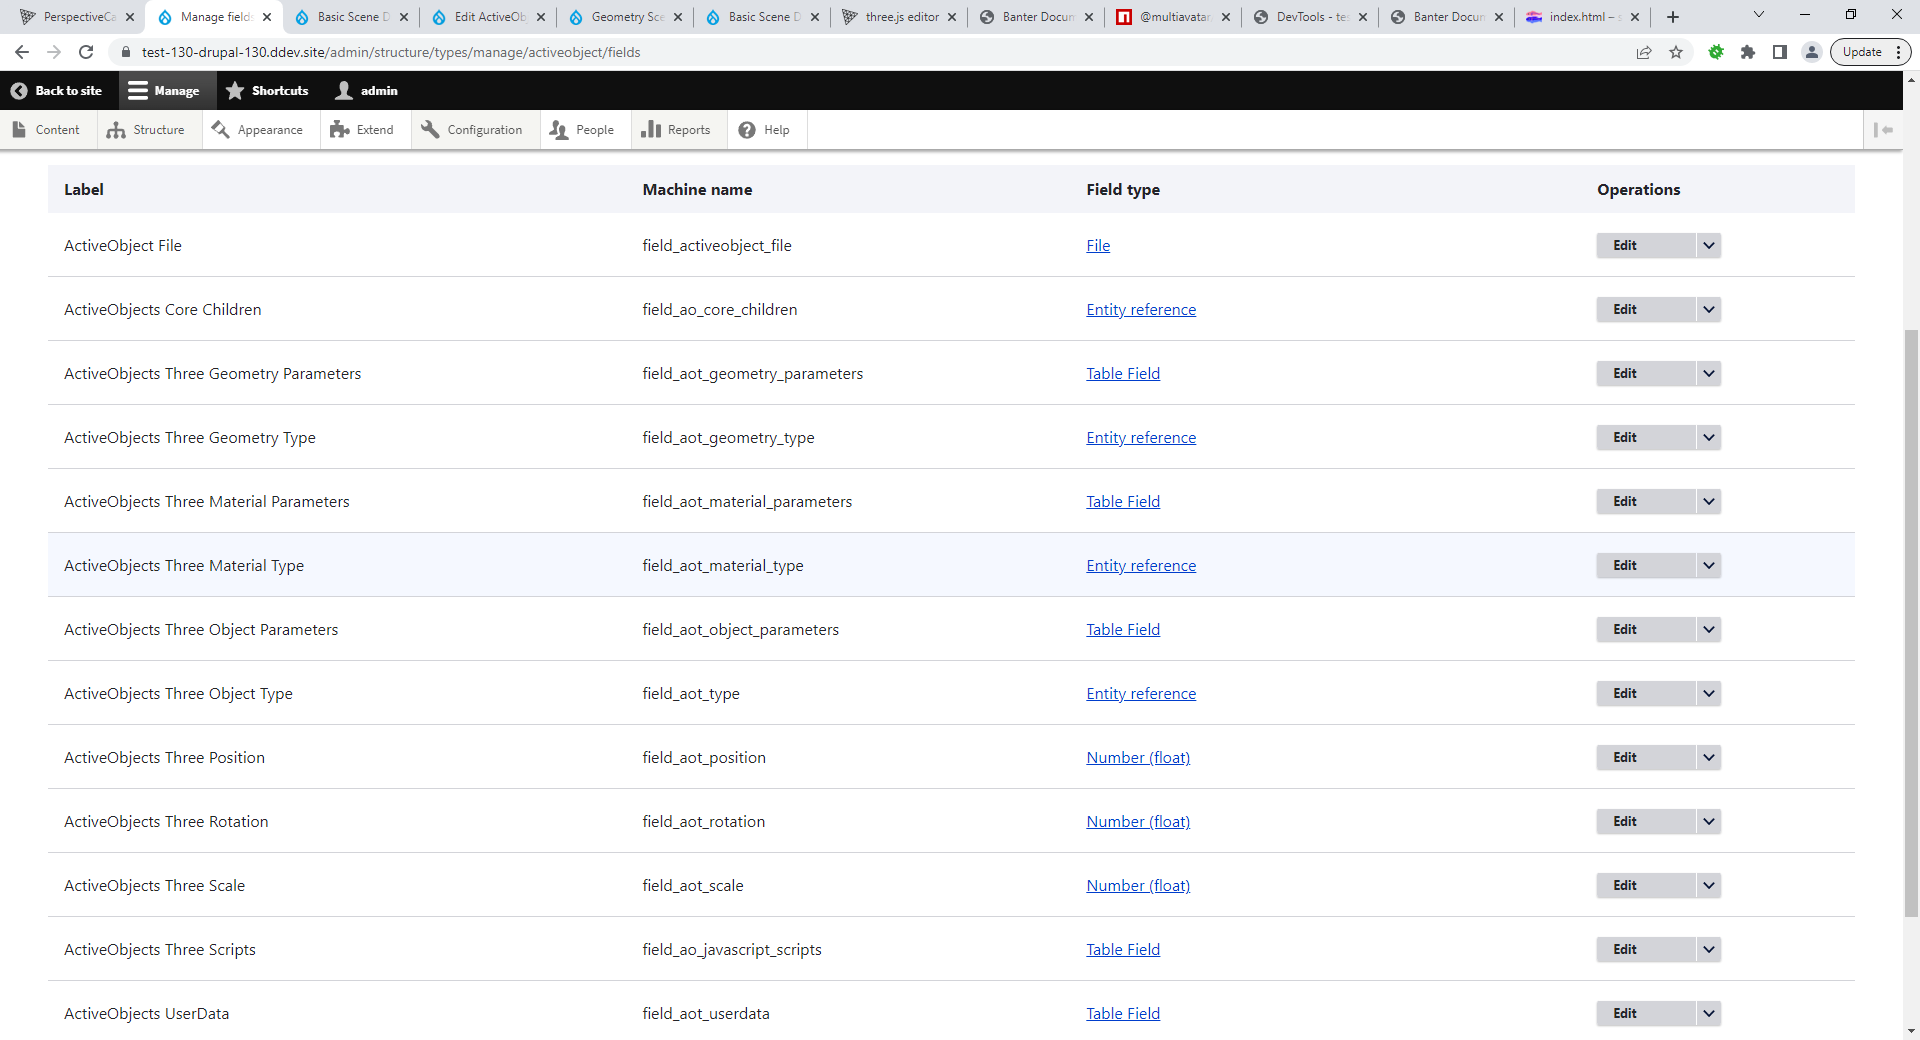 PerspectiveCa
Manage fields
Basic Scene D
Edit ActiveOb
Geometry Sce
Basic Scene D
three.js editor
Banter Docun
@multiavatar
DevTools - te
Banter Docun
index.html – s
test-130-drupal-130.ddev.site/admin/structure/types/manage/activeobject/fields
Update
Back to site
Manage
Shortcuts
admin
Content
Structure
Appearance
Extend
Configuration
People
Reports
Help
Label Machine name Field type Operations
ActiveObject File field_activeobject_file File Edit
ActiveObjects Core Children field_ao_core_children Entity reference Edit
ActiveObjects Three Geometry Parameters field_aot_geometry_parameters Table Field Edit
ActiveObjects Three Geometry Type field_aot_geometry_type Entity reference Edit
ActiveObjects Three Material Parameters field_aot_material_parameters Table Field Edit
ActiveObjects Three Material Type field_aot_material_type Entity reference Edit
ActiveObjects Three Object Parameters field_aot_object_parameters Table Field Edit
ActiveObjects Three Object Type field_aot_type Entity reference Edit
ActiveObjects Three Position field_aot_position Number (float) Edit
ActiveObjects Three Rotation field_aot_rotation Number (float) Edit
ActiveObjects Three Scale field_aot_scale Number (float) Edit
ActiveObjects Three Scripts field_ao_javascript_scripts Table Field Edit
ActiveObjects UserData field_aot_userdata Table Field Edit